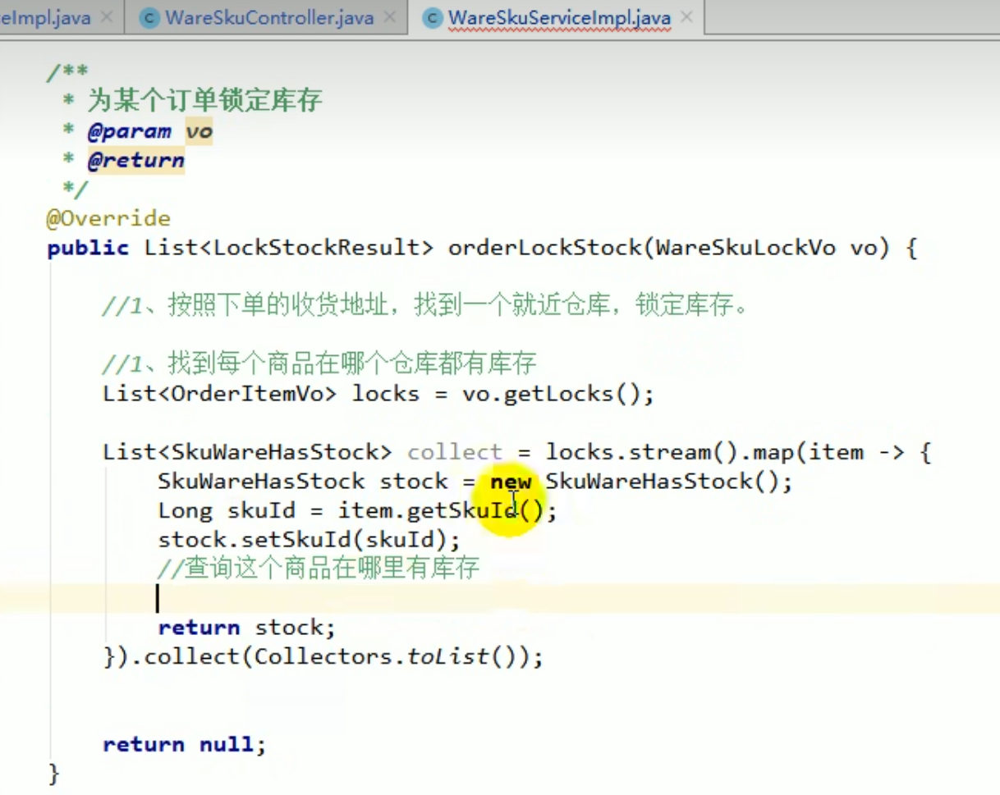 eImpl.java × WareSkuController.java × WareSkuServiceImpl.java ×
/**
* 为某个订单锁定库存
* @param vo
* @return
*/
@Override
public List<LockStockResult> orderLockStock(WareSkuLockVo vo) {
//1、按照下单的收货地址，找到一个就近仓库，锁定库存。
//1、找到每个商品在哪个仓库都有库存
List<OrderItemVo> locks = vo.getLocks();
List<SkuWareHasStock> collect = locks.stream().map(item -> {
SkuWareHasStock stock = new SkuWareHasStock();
Long skuId = item.getSkuId();
stock.setSkuId(skuId);
//查询这个商品在哪里有库存
return stock;
}).collect(Collectors.toList());
return null;
}